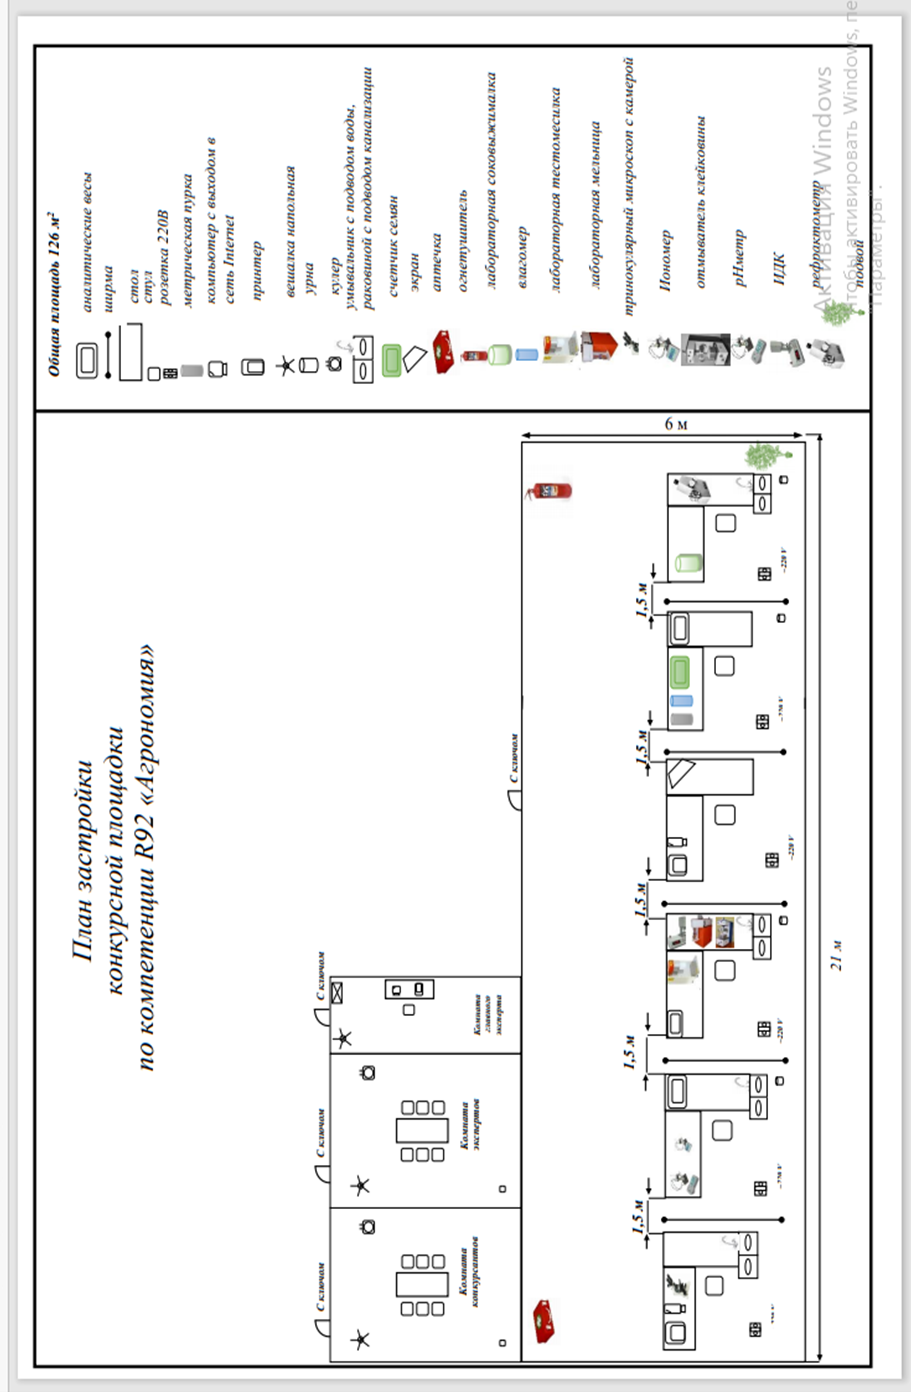 План застройки
конкурсной площадки
по компетенции R92 «Агрономия»
Общая площадь 126 м²
аналитические весы
ширма
стол
стул
розетка 220В
метрическая пурка
компьютер с выходом в
сеть Internet
принтер
вешалка напольная
урна
кулер
умывальник с подводом воды,
раковиной с подводом канализации
счетчик семян
экран
аптечка
огнетушитель
лабораторная соковыжималка
влагомер
лабораторная тестомесилка
лабораторная мельница
тринокулярный микроскоп с камерой
Иономер
отмыватель клейковины
рНметр
ИДК
рефрактометр
подвой
Активация Windows
Чтобы активировать Windows, пе
"Параметры".
С ключом
Комната
конкурсантов
С ключом
Комната
экспертов
С ключом
Комната
главного
эксперта
С ключом
6 м
21 м
1,5 м
1,5 м
1,5 м
1,5 м
1,5 м
~220 V
~220 V
~220 V